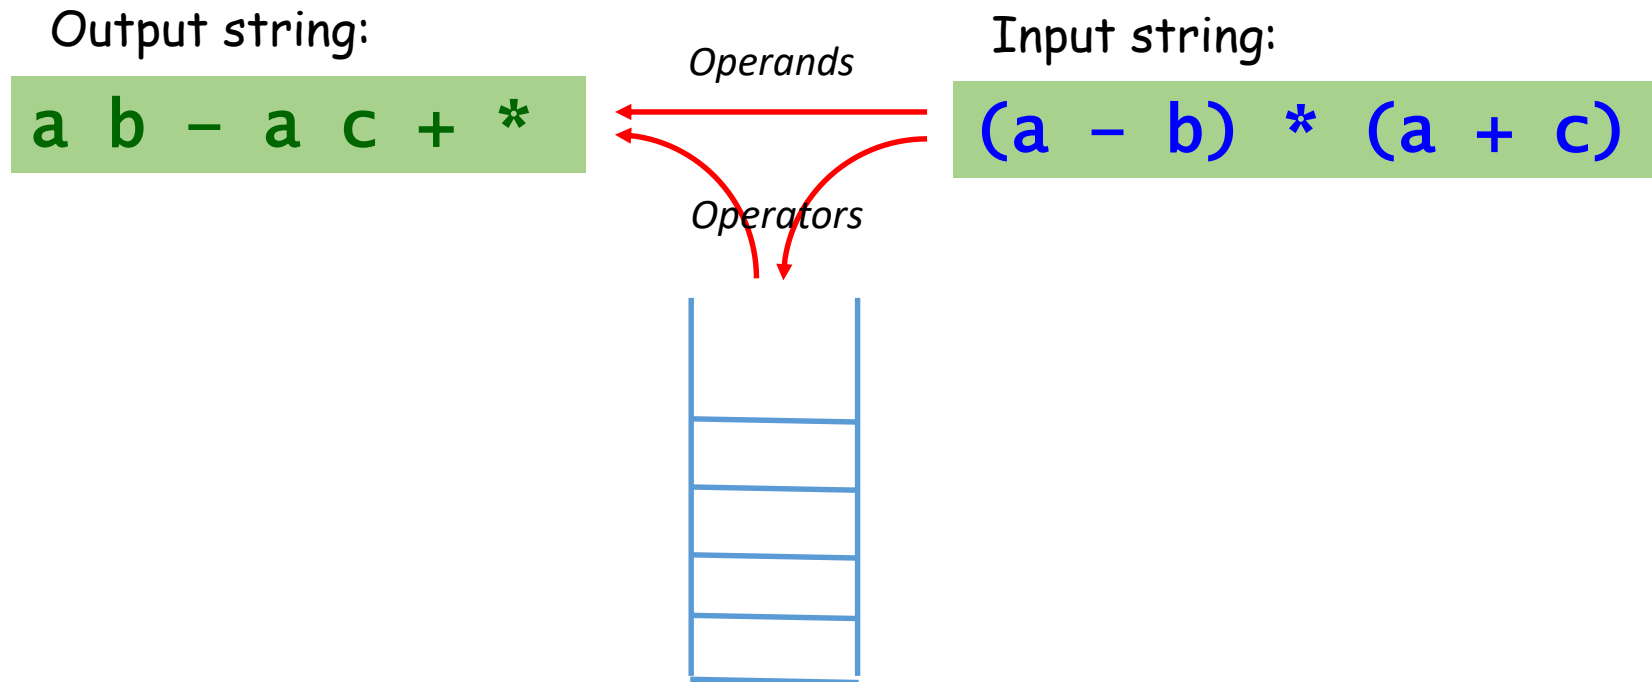 Output string:
a b – a c + *
Operands
Operators
Input string:
(a – b) * (a + c)